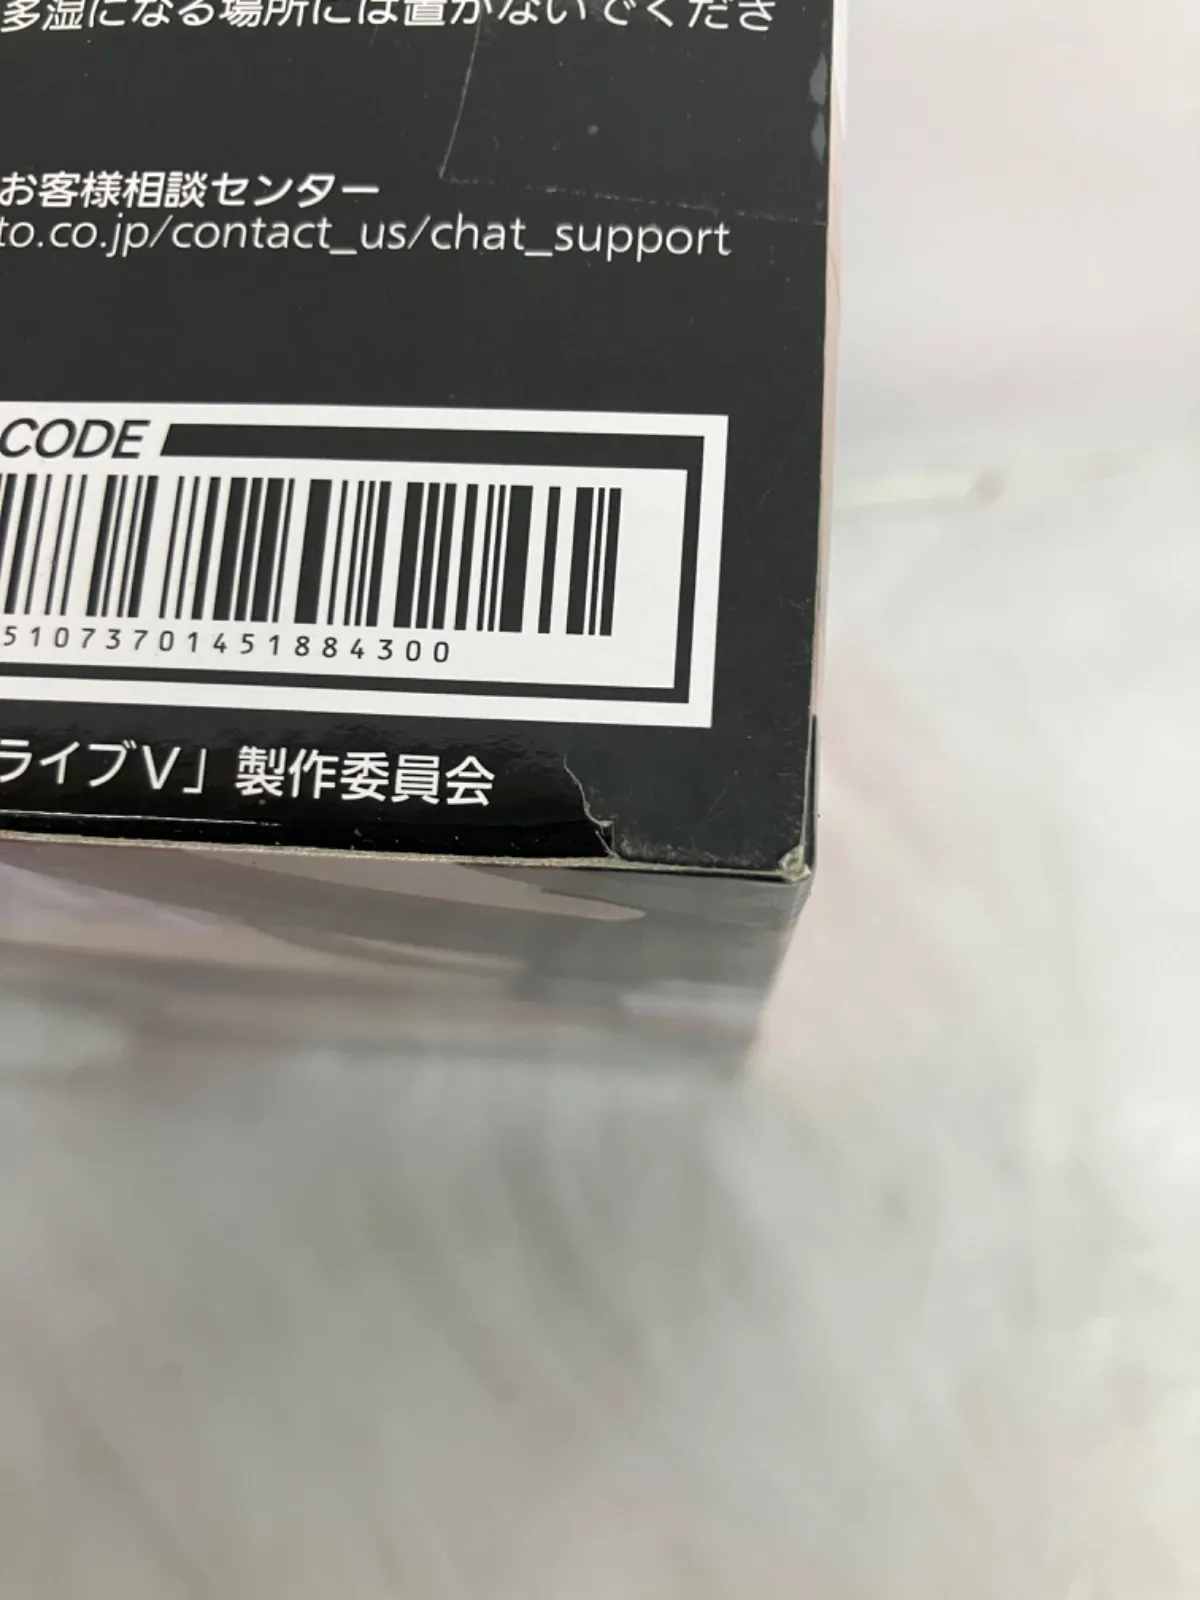 多湿になる場所には置かないでくださ
お客様相談センター
to.co.jp/contact_us/chat_support
CODE
510737014518843​00
ライブV」製作委員会